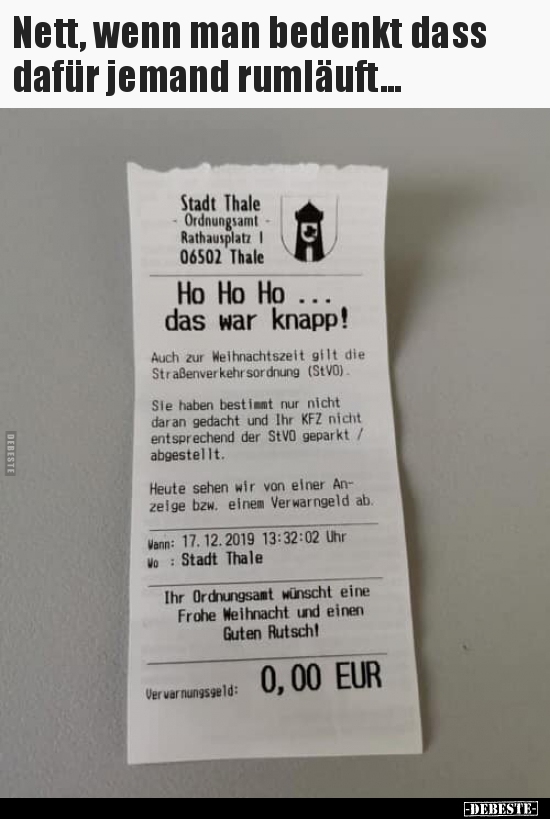 Nett, wenn man bedenkt dass
dafür jemand rumläuft...
Stadt Thale
- Ordnungsamt -
Rathausplatz 1
06502 Thale
Ho Ho Ho ...
das war knapp!
Auch zur Weihnachtszeit gilt die
Straßenverkehrsordnung (StVO).
Sie haben bestimmt nur nicht
daran gedacht und Ihr KFZ nicht
entsprechend der StVO geparkt /
abgestellt.
Heute sehen wir von einer An-
zeige bzw. einem Verwarngeld ab.
Wann: 17.12.2019 13:32:02 Uhr
Wo : Stadt Thale
Ihr Ordnungsamt wünscht eine
Frohe Weihnacht und einen
Guten Rutsch!
Verwarnungsgeld: 0,00 EUR
DEBESTE
-DEBESTE-